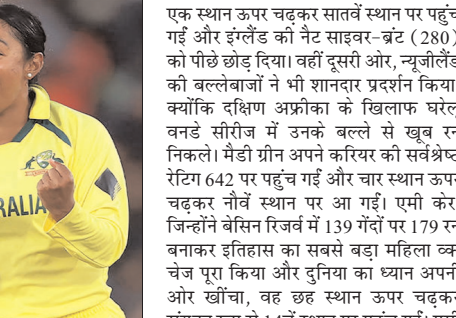 एक स्थान ऊपर चढ़कर सातवें स्थान पर पहुंच
गईं और इंग्लैंड की नैट साइवर-ब्रंट (280)
को पीछे छोड़ दिया। वहीं दूसरी ओर, न्यूजीलैंड
की बल्लेबाजों ने भी शानदार प्रदर्शन किया
क्योंकि दक्षिण अफ्रीका के खिलाफ घरेलू
वनडे सीरीज में उनके बल्ले से खूब रन
निकले। मैडी ग्रीन अपने करियर की सर्वश्रेष्ठ
रेटिंग 642 पर पहुंच गईं और चार स्थान ऊपर
चढ़कर नौवें स्थान पर आ गईं। एमी केर
जिन्होंने बेसिन रिजर्व में 139 गेंदों पर 179 रन
बनाकर इतिहास का सबसे बड़ा महिला
चेज पूरा किया और दुनिया का ध्यान अपनी
ओर खींचा, वह छह स्थान ऊपर चढ़कर
RALIA